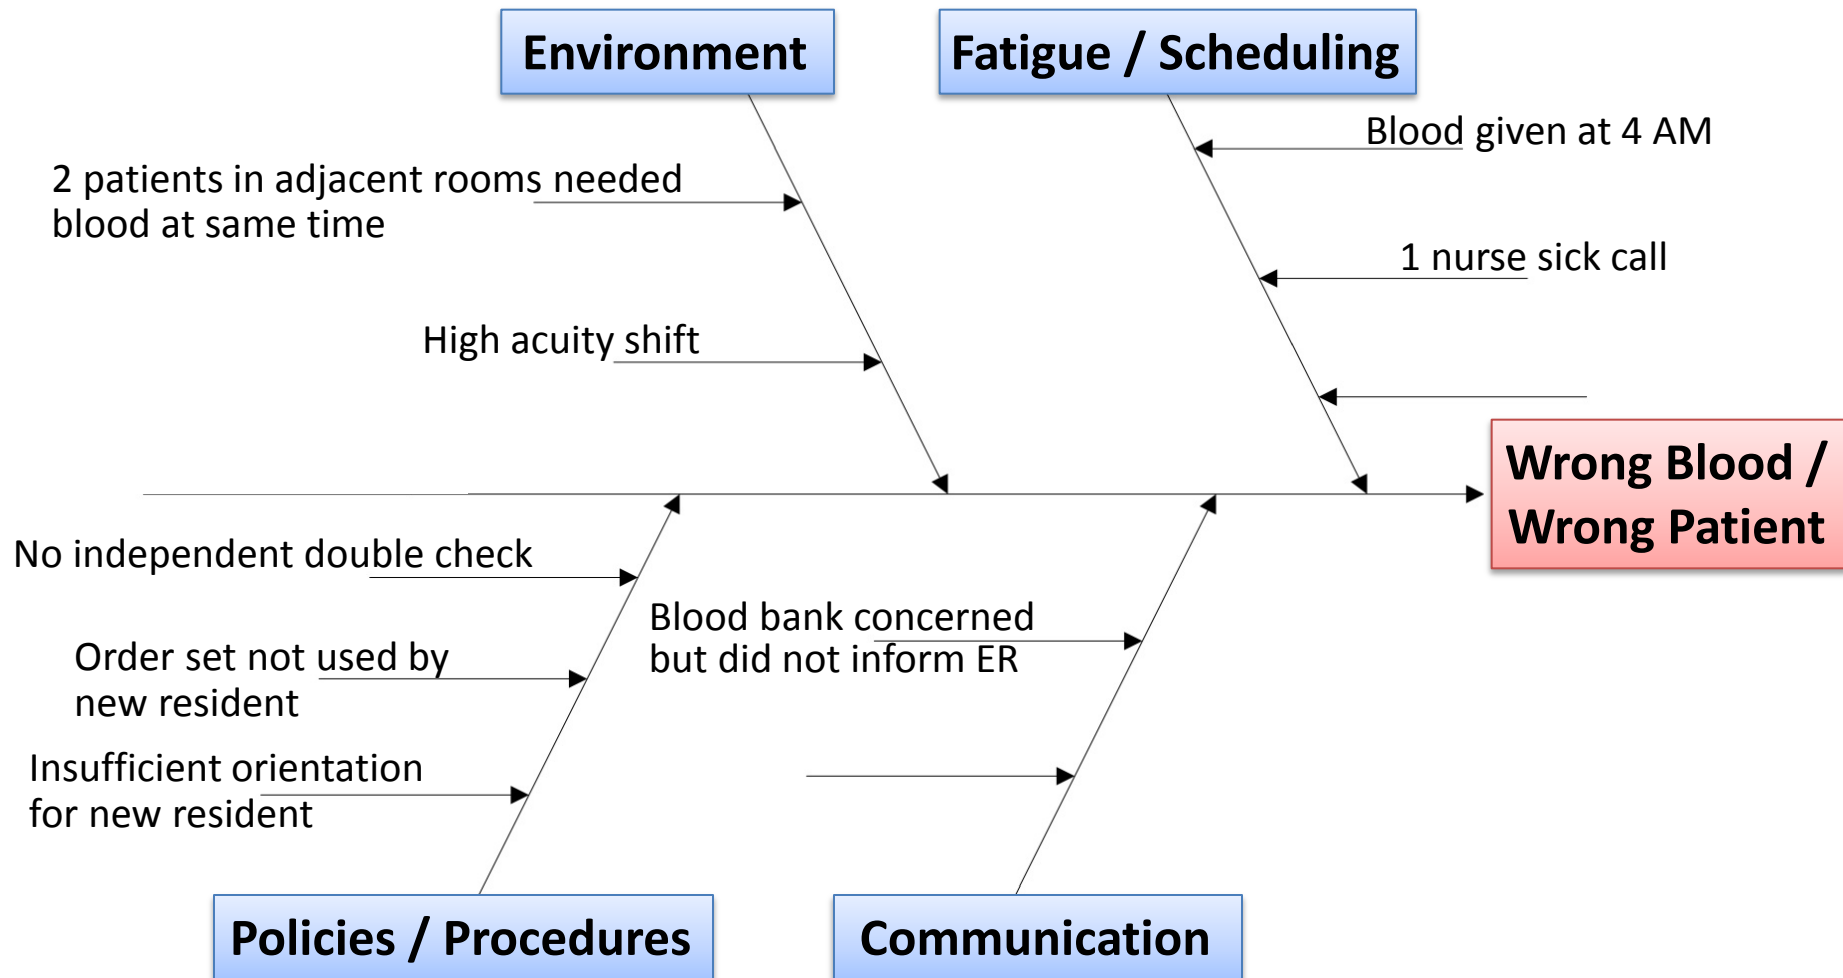 Environment
Fatigue / Scheduling
Blood given at 4 AM
2 patients in adjacent rooms needed
blood at same time
1 nurse sick call
High acuity shift
Wrong Blood /
Wrong Patient
No independent double check
Blood bank concerned
but did not inform ER
Order set not used by
new resident
Insufficient orientation
for new resident
Policies / Procedures
Communication